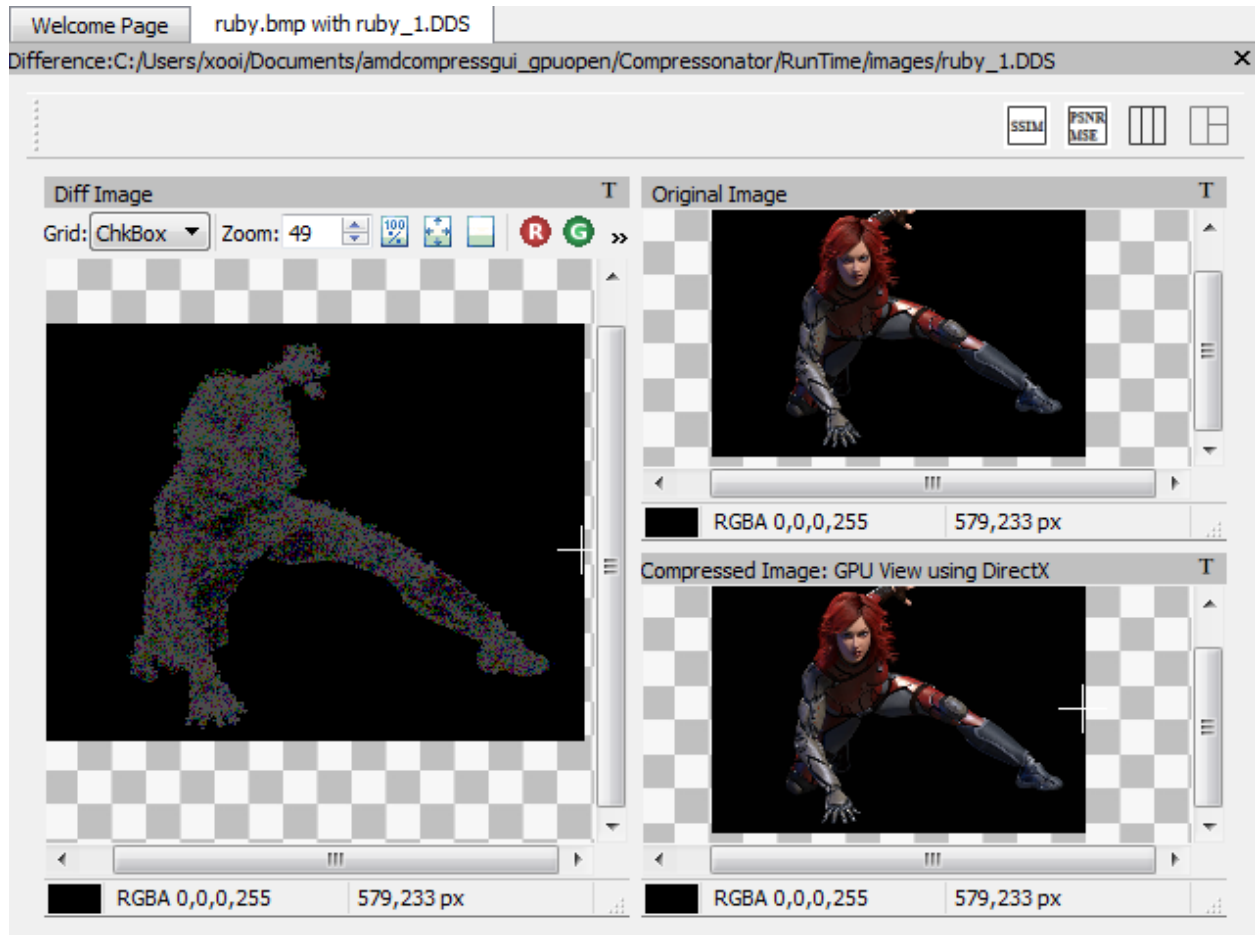 Welcome Page
ruby.bmp with ruby_1.DDS
Difference:C:/Users/xooi/Documents/amdcompressgui_gpuopen/Compressonator/RunTime/images/ruby_1.DDS
SSIM
PSNR
MSE
Diff Image T
Grid: ChkBox Zoom: 49 100 % R G »
RGBA 0,0,0,255 579,233 px
Original Image T
RGBA 0,0,0,255 579,233 px
Compressed Image: GPU View using DirectX T
RGBA 0,0,0,255 579,233 px